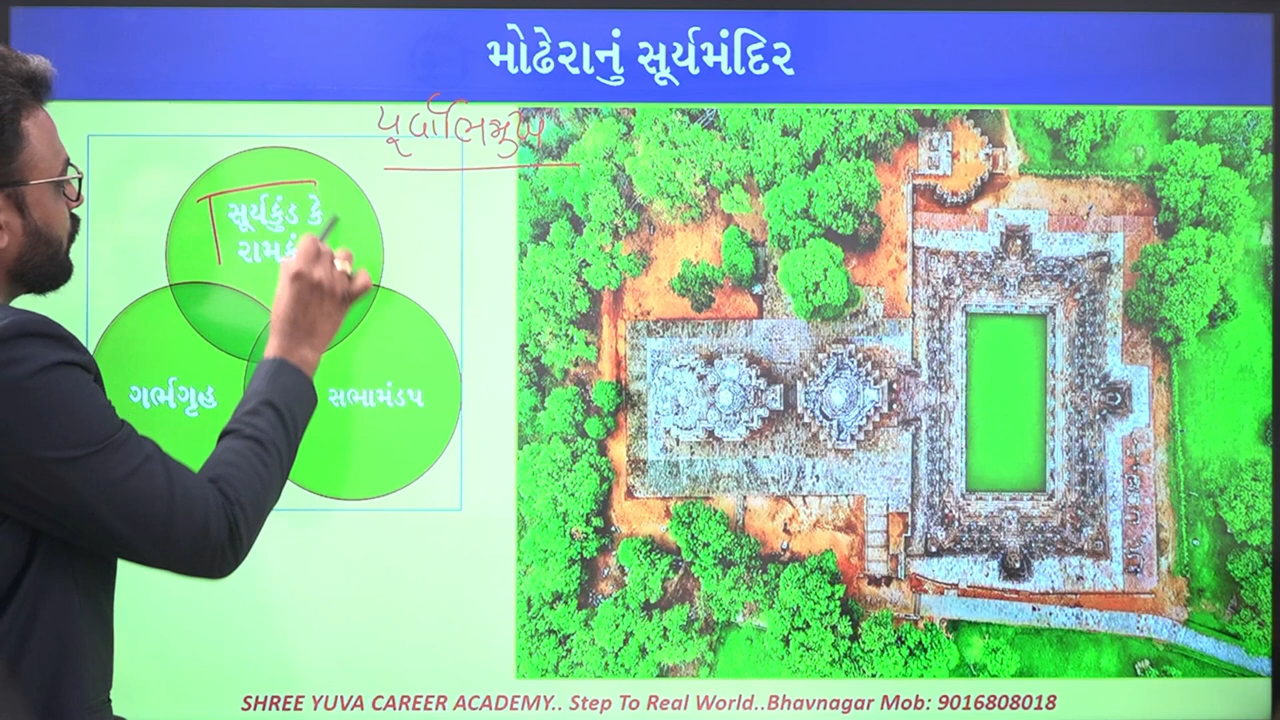 મોઢેરાનું સૂર્યમંદિર
પૂર્વાભિમુખ
સૂર્યકુંડ કે
ગર્ભગૃહ
સભામંડપ
SHREE YUVA CAREER ACADEMY.. Step To Real World..Bhavnagar Mob: 9016808018